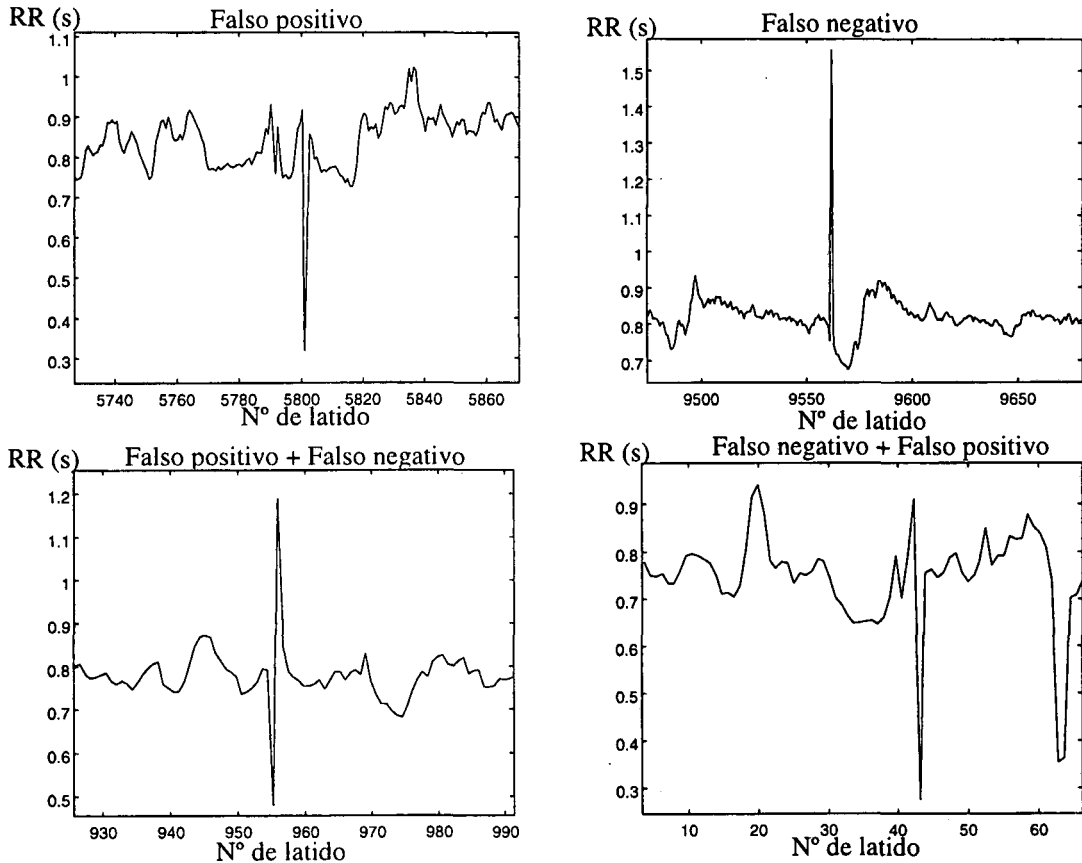 RR (s)
Falso positivo
1.1
1
0.9
0.8
0.7
0.6
0.5
0.4
0.3
5740 5760 5780 5800 5820 5840 5860
Nº de latido
RR (s)
Falso negativo
1.5
1.4
1.3
1.2
1.1
1
0.9
0.8
0.7
9500 9550 9600 9650
Nº de latido
RR (s)
Falso positivo + Falso negativo
1.2
1.1
1
0.9
0.8
0.7
0.6
0.5
930 940 950 960 970 980 990
Nº de latido
RR (s)
Falso negativo + Falso positivo
0.9
0.8
0.7
0.6
0.5
0.4
0.3
10 20 30 40 50 60
Nº de latido